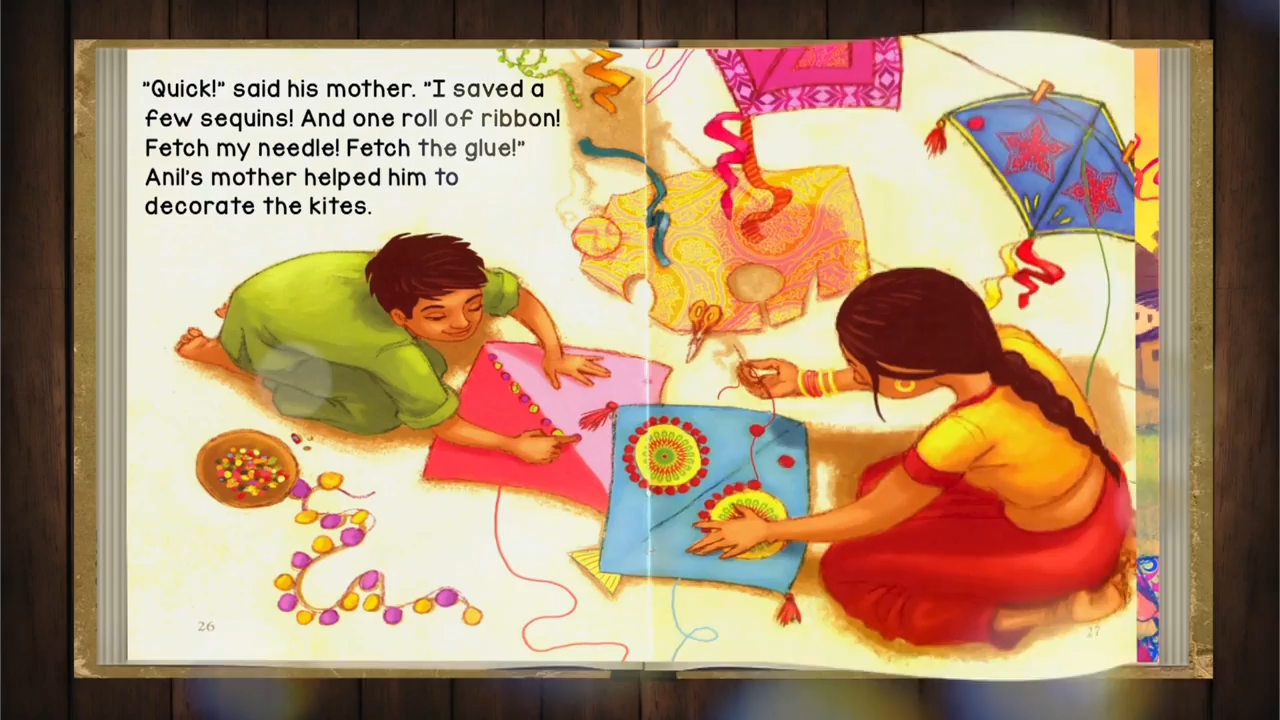 "Quick!" said his mother. "I saved a
few sequins! And one roll of ribbon!
Fetch my needle! Fetch the glue!"
Anil's mother helped him to
decorate the kites.
26
27